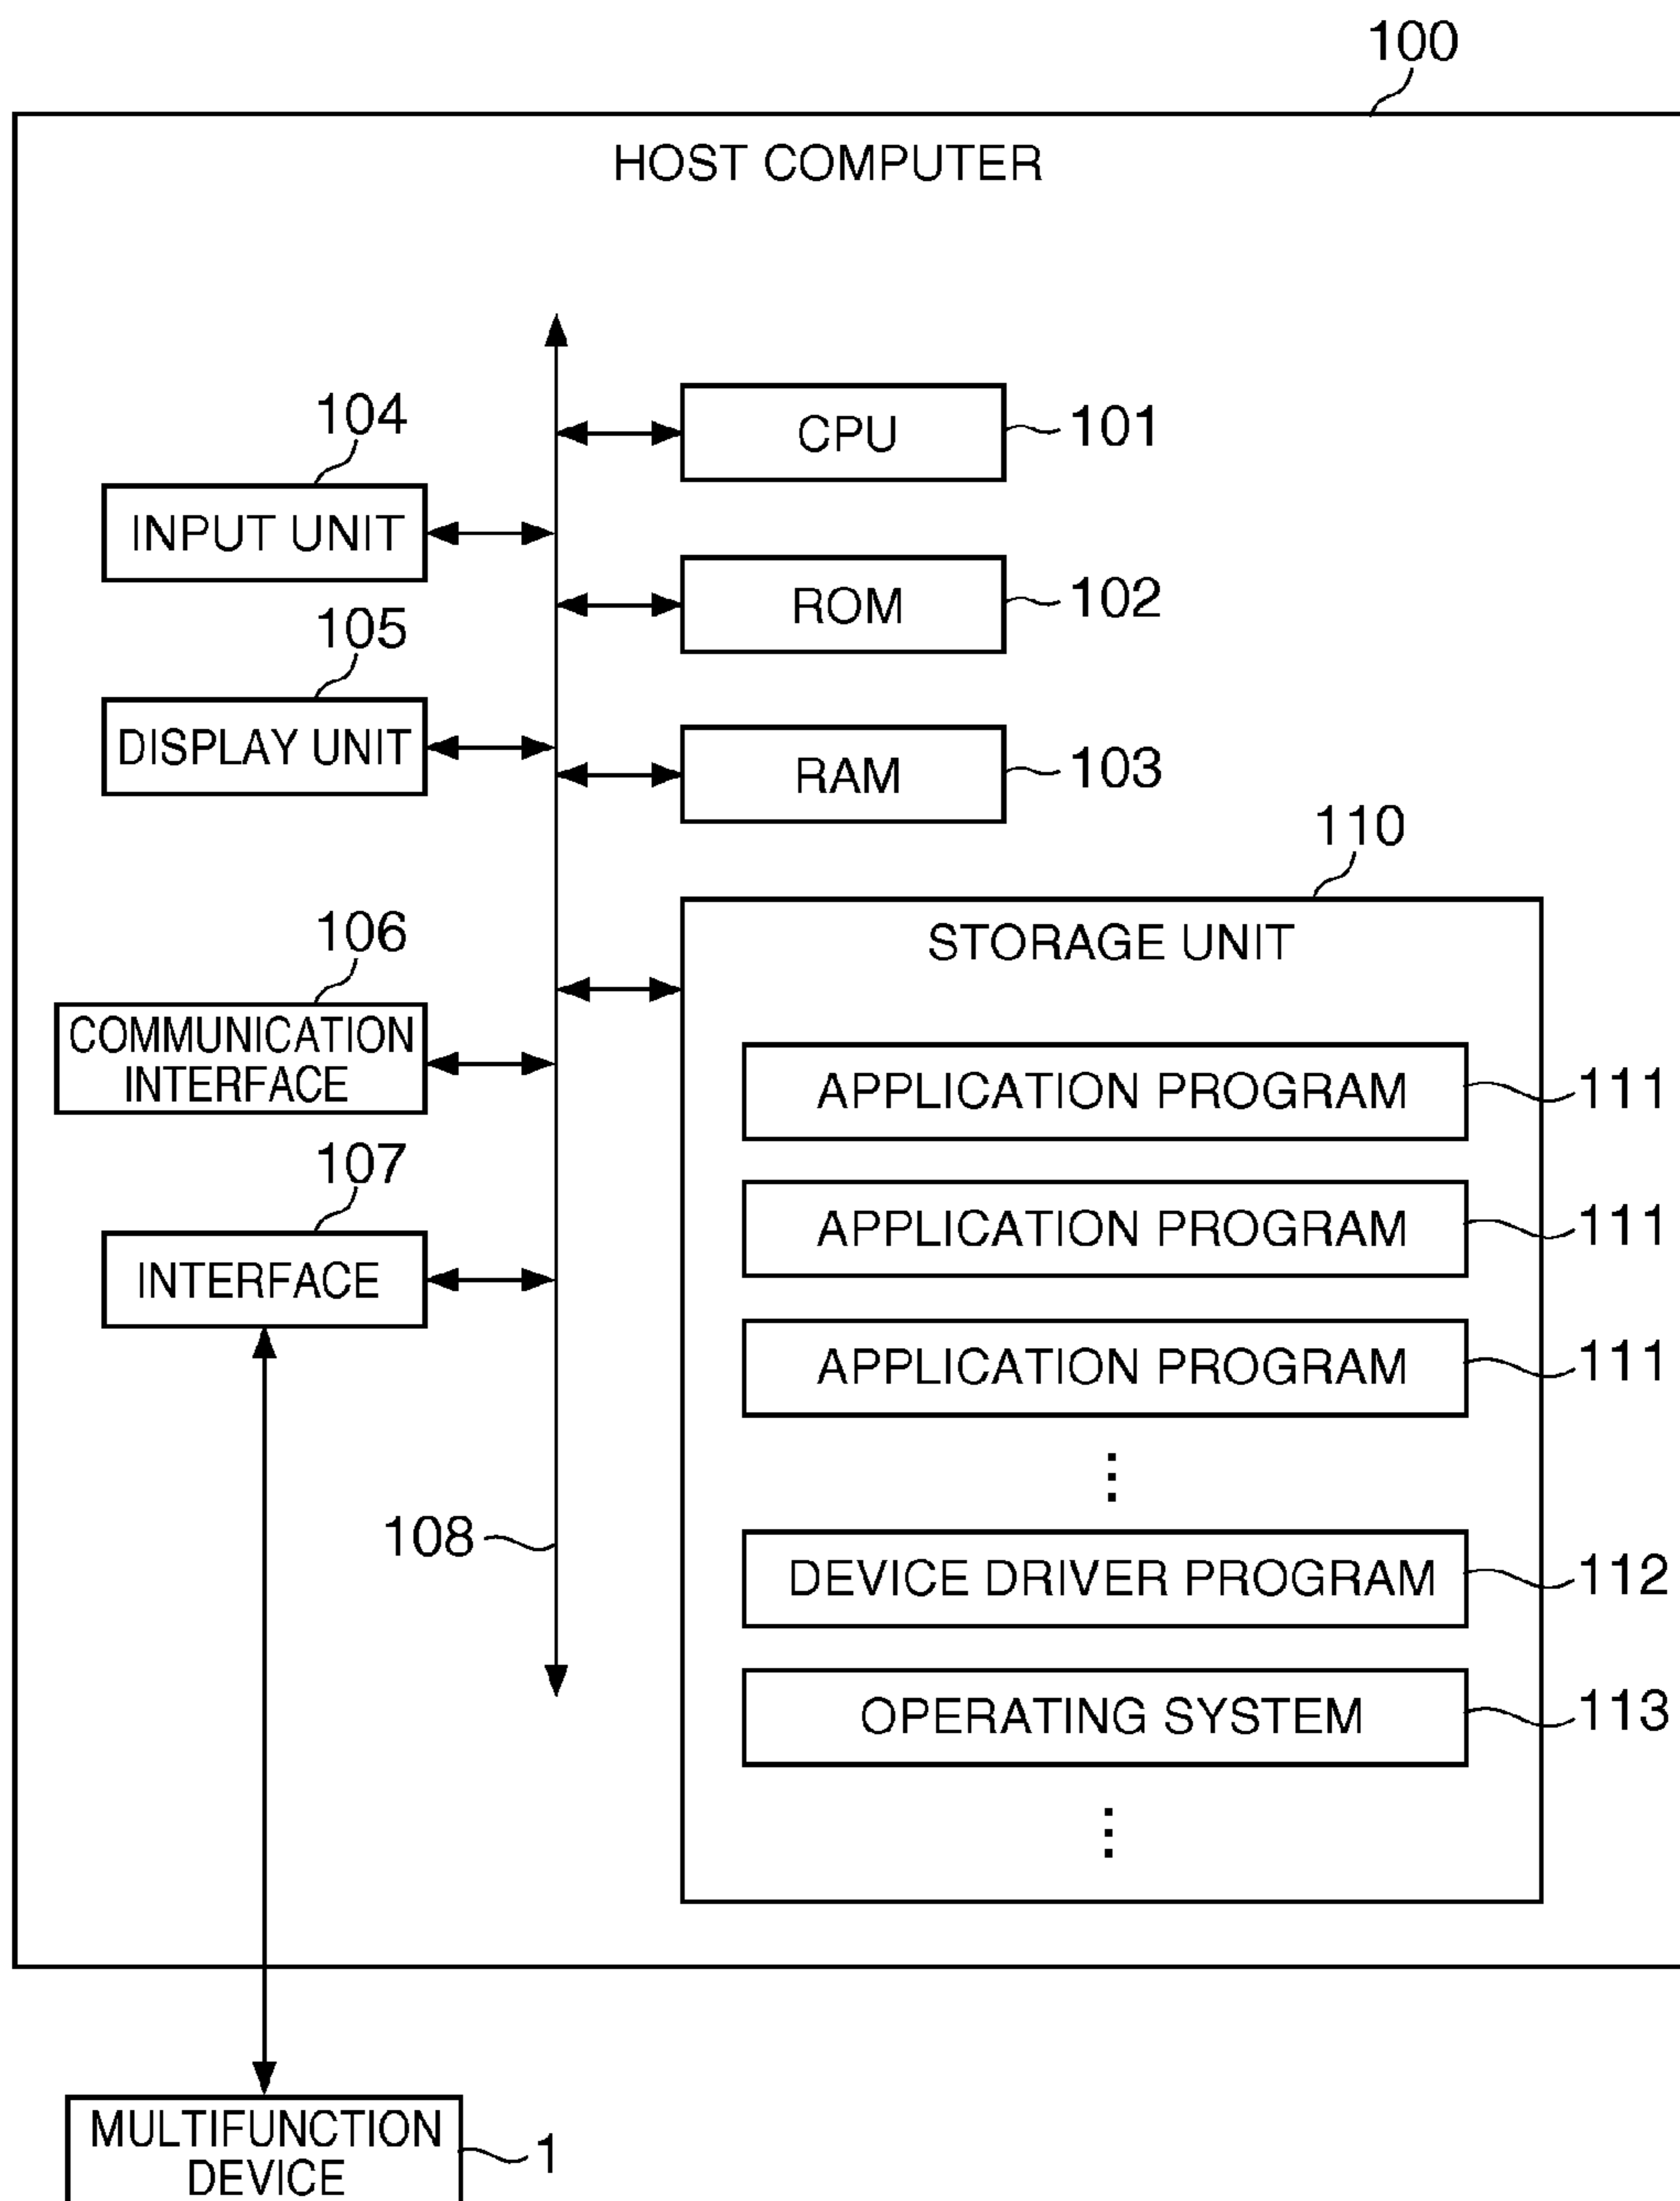 100
HOST COMPUTER
104
CPU
101
INPUT UNIT
ROM
102
105
DISPLAY UNIT
RAM
103
110
106
STORAGE UNIT
COMMUNICATION
INTERFACE
APPLICATION PROGRAM
111
107
APPLICATION PROGRAM
111
INTERFACE
APPLICATION PROGRAM
111
108
DEVICE DRIVER PROGRAM
112
OPERATING SYSTEM
113
MULTIFUNCTION
DEVICE
1